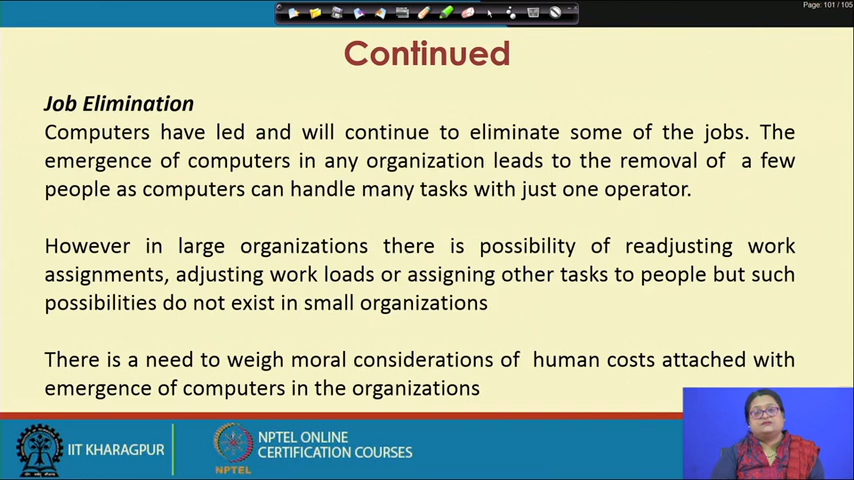 Page: 101 / 105
Continued
Job Elimination
Computers have led and will continue to eliminate some of the jobs. The
emergence of computers in any organization leads to the removal of a few
people as computers can handle many tasks with just one operator.
However in large organizations there is possibility of readjusting work
assignments, adjusting work loads or assigning other tasks to people but such
possibilities do not exist in small organizations
There is a need to weigh moral considerations of human costs attached with
emergence of computers in the organizations
IIT KHARAGPUR
NPTEL
NPTEL ONLINE
CERTIFICATION COURSES